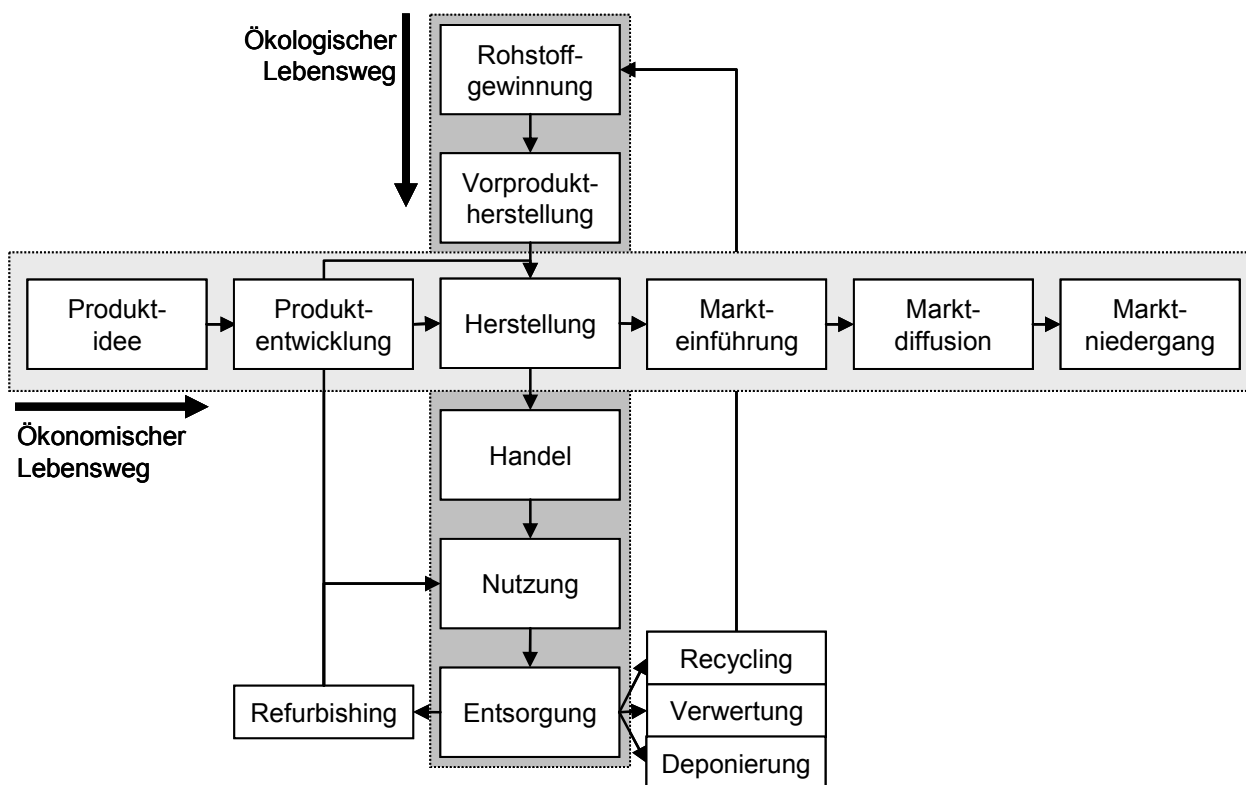 Ökologischer
Lebensweg
Rohstoff-
gewinnung
Vorprodukt-
herstellung
Produkt-
idee
Produkt-
entwicklung
Herstellung
Markt-
einführung
Markt-
diffusion
Markt-
niedergang
Ökonomischer
Lebensweg
Handel
Nutzung
Refurbishing
Entsorgung
Recycling
Verwertung
Deponierung